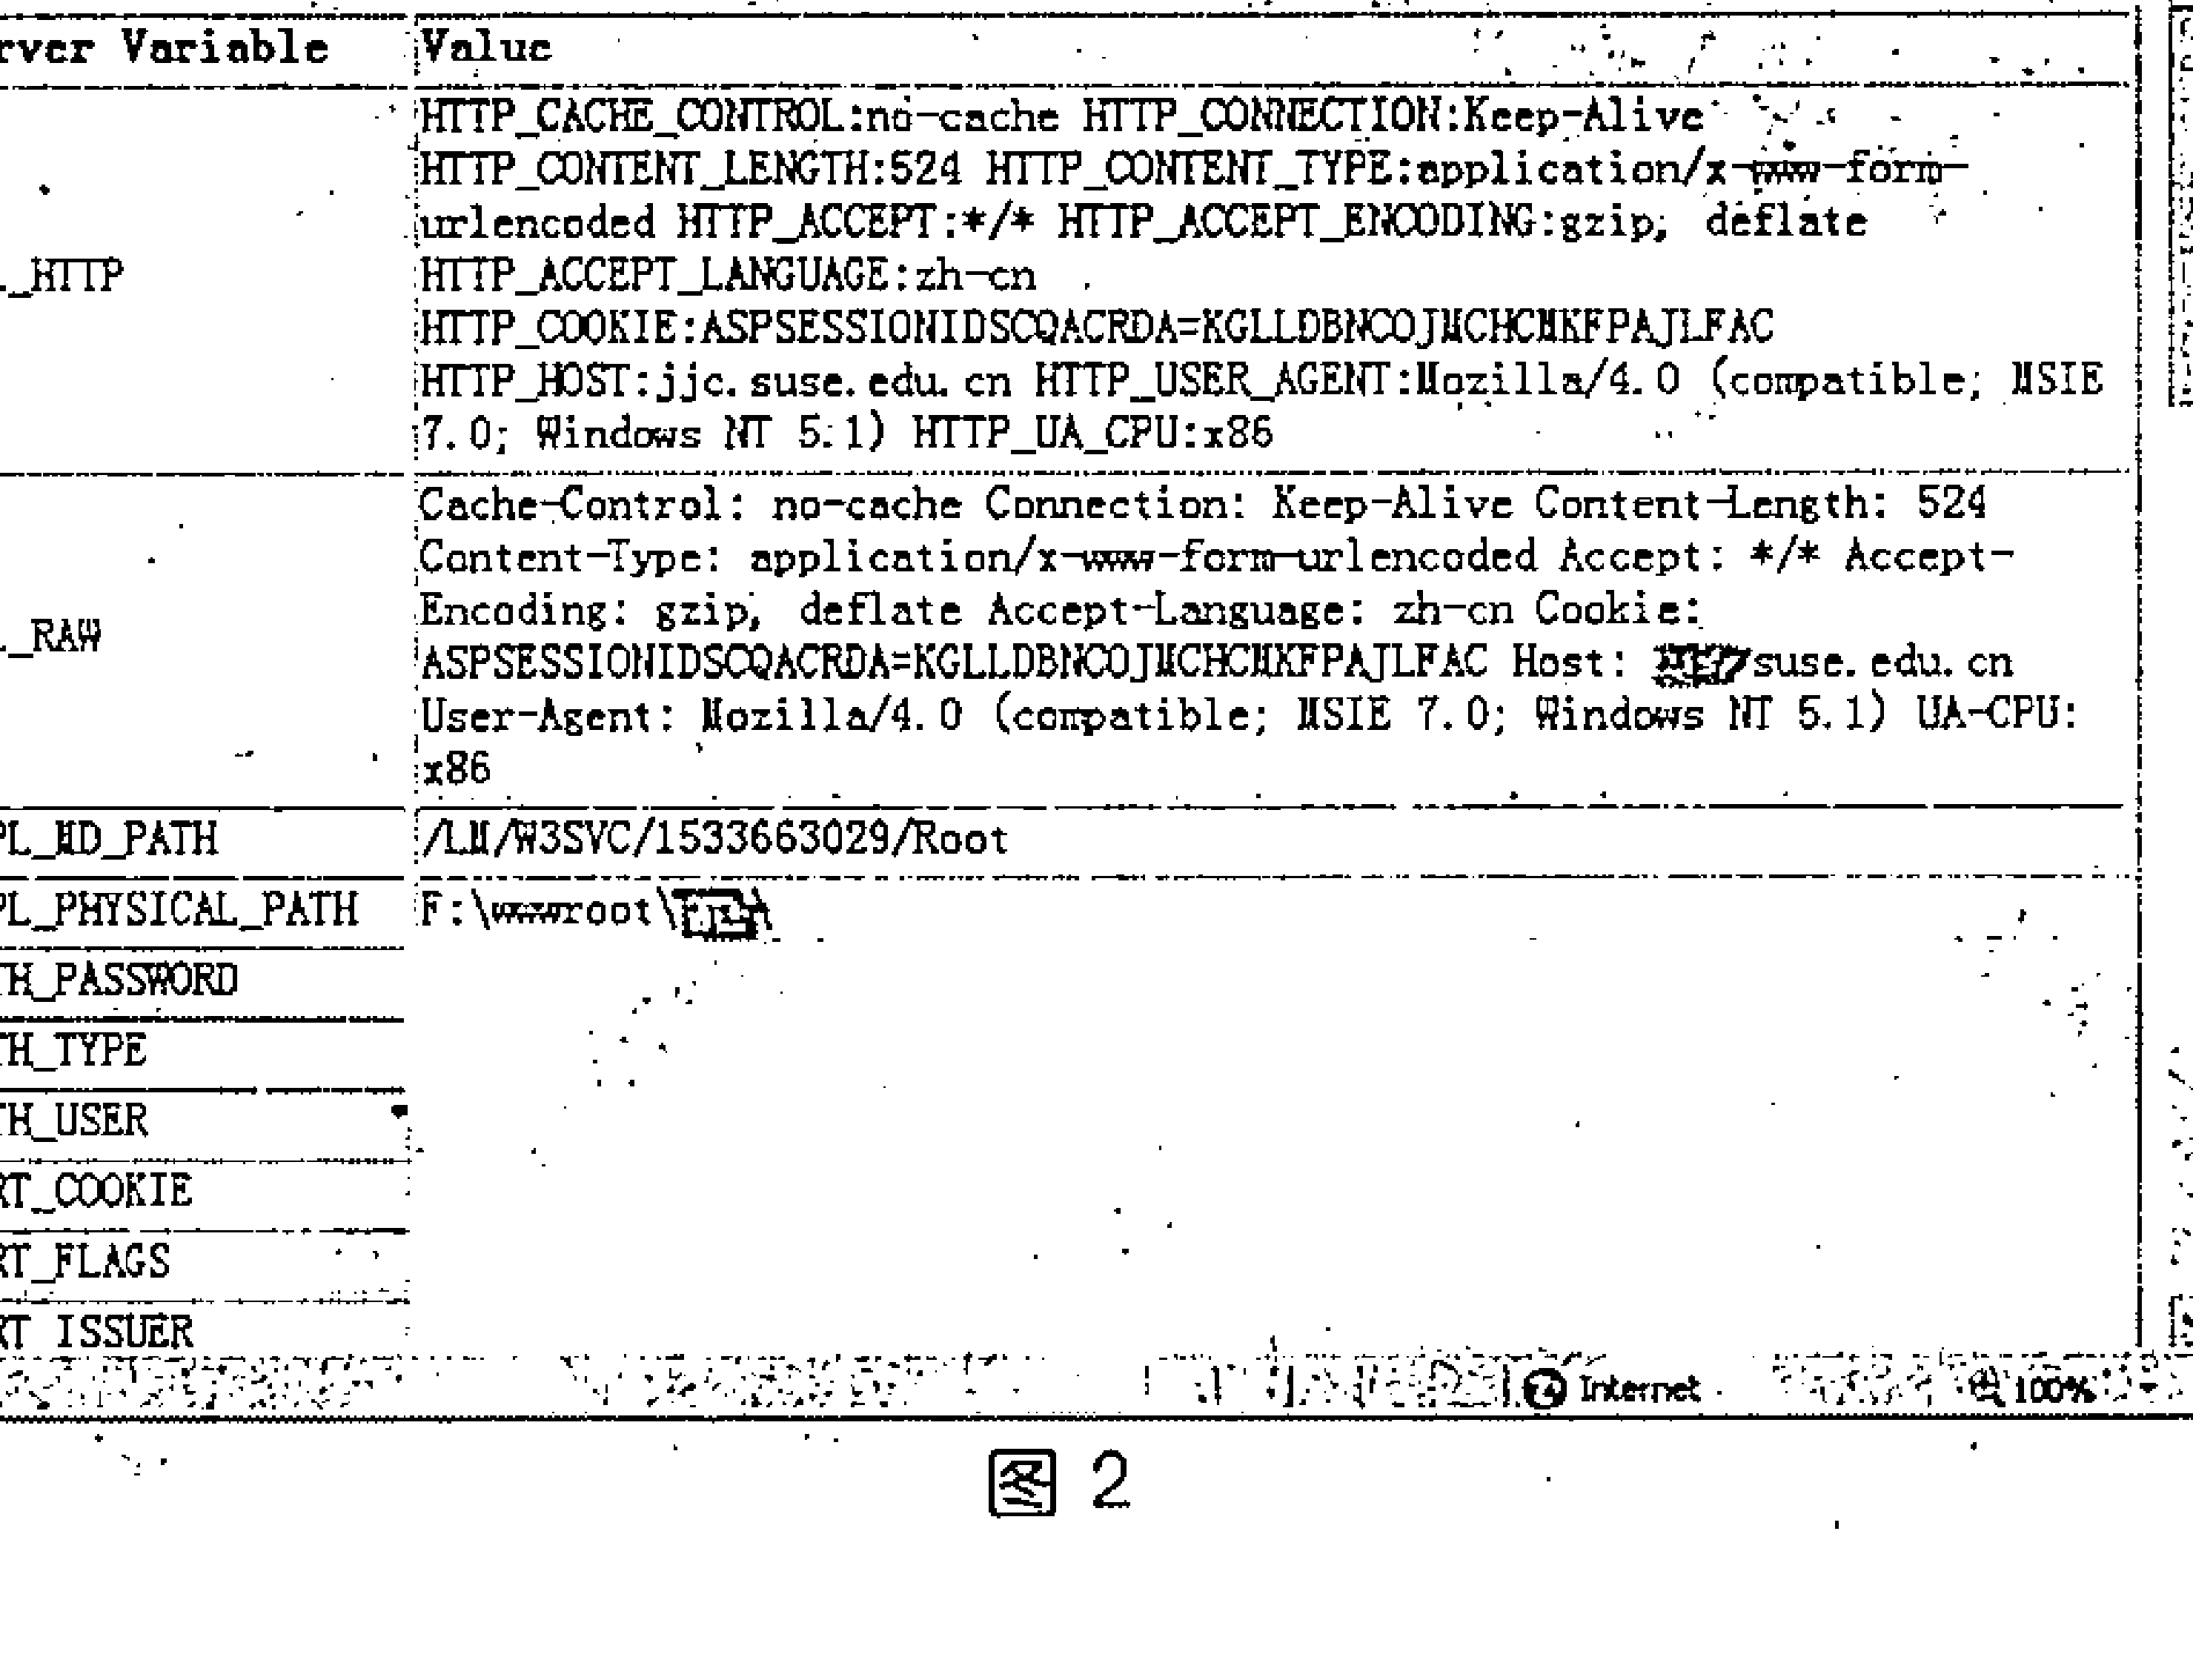 rver Variable Value
HTTP_CACHE_CONTROL:no-cache HTTP_CONNECTION:Keep-Alive
HTTP_CONTENT_LENGTH:524 HTTP_CONTENT_TYPE:application/x-www-form-
urlencoded HTTP_ACCEPT:*/* HTTP_ACCEPT_ENCODING:gzip, deflate
L_HTTP HTTP_ACCEPT_LANGUAGE:zh-cn
HTTP_COOKIE:ASPSESSIONIDSCQACRDA=KGLLDBNCOJMCHCMKFPAJLFAC
HTTP_HOST:jjc.suse.edu.cn HTTP_USER_AGENT:Mozilla/4.0 (compatible; MSIE
7.0; Windows NT 5.1) HTTP_UA_CPU:x86
Cache-Control: no-cache Connection: Keep-Alive Content-Length: 524
Content-Type: application/x-www-form-urlencoded Accept: */* Accept-
Encoding: gzip, deflate Accept-Language: zh-cn Cookie:
L_RAW ASPSESSIONIDSCQACRDA=KGLLDBNCOJMCHCMKFPAJLFAC Host: suse.edu.cn
User-Agent: Mozilla/4.0 (compatible; MSIE 7.0; Windows NT 5.1) UA-CPU:
x86
PL_MD_PATH /LM/W3SVC/1533663029/Root
PL_PHYSICAL_PATH F:\wwwroot\
TH_PASSWORD
TH_TYPE
TH_USER
RT_COOKIE
RT_FLAGS
RT_ISSUER
Internet 100%
图 2